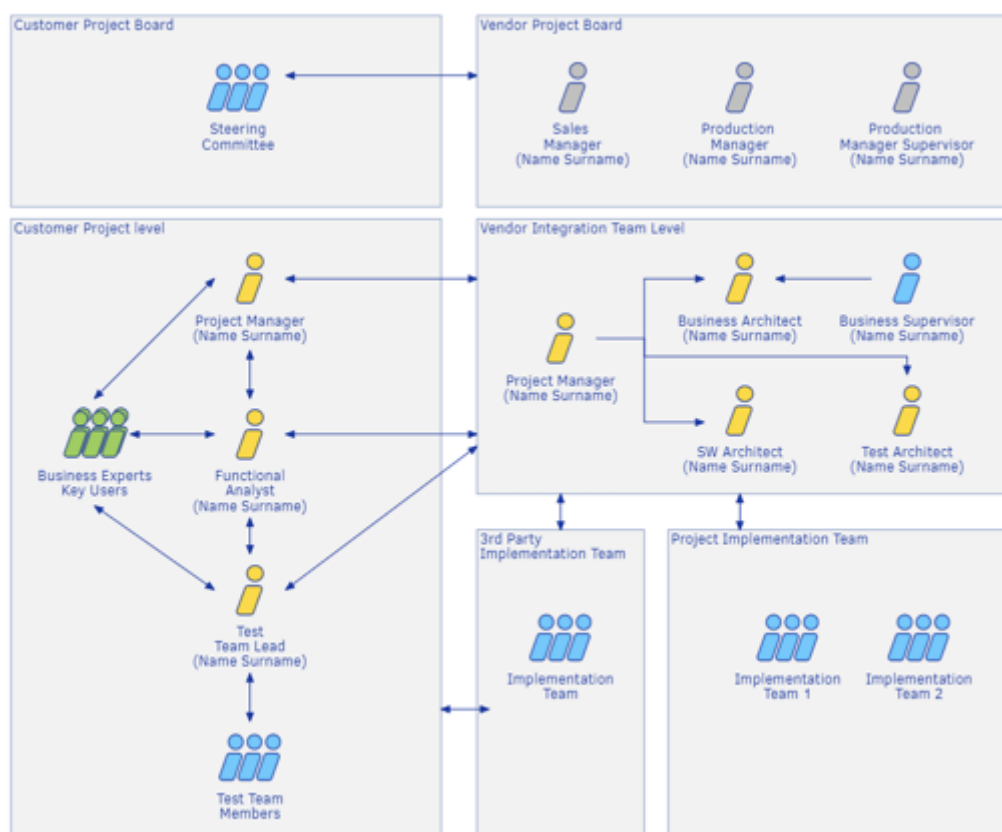 Customer Project Board
Steering
Committee
Vendor Project Board
Sales
Manager
(Name Surname)
Production
Manager
(Name Surname)
Production
Manager Supervisor
(Name Surname)
Customer Project level
Project Manager
(Name Surname)
Business Experts
Key Users
Functional
Analyst
(Name Surname)
Test
Team Lead
(Name Surname)
Test Team
Members
Vendor Integration Team Level
Project Manager
(Name Surname)
Business Architect
(Name Surname)
Business Supervisor
(Name Surname)
SW Architect
(Name Surname)
Test Architect
(Name Surname)
3rd Party
Implementation Team
Implementation
Team
Project Implementation Team
Implementation
Team 1
Implementation
Team 2